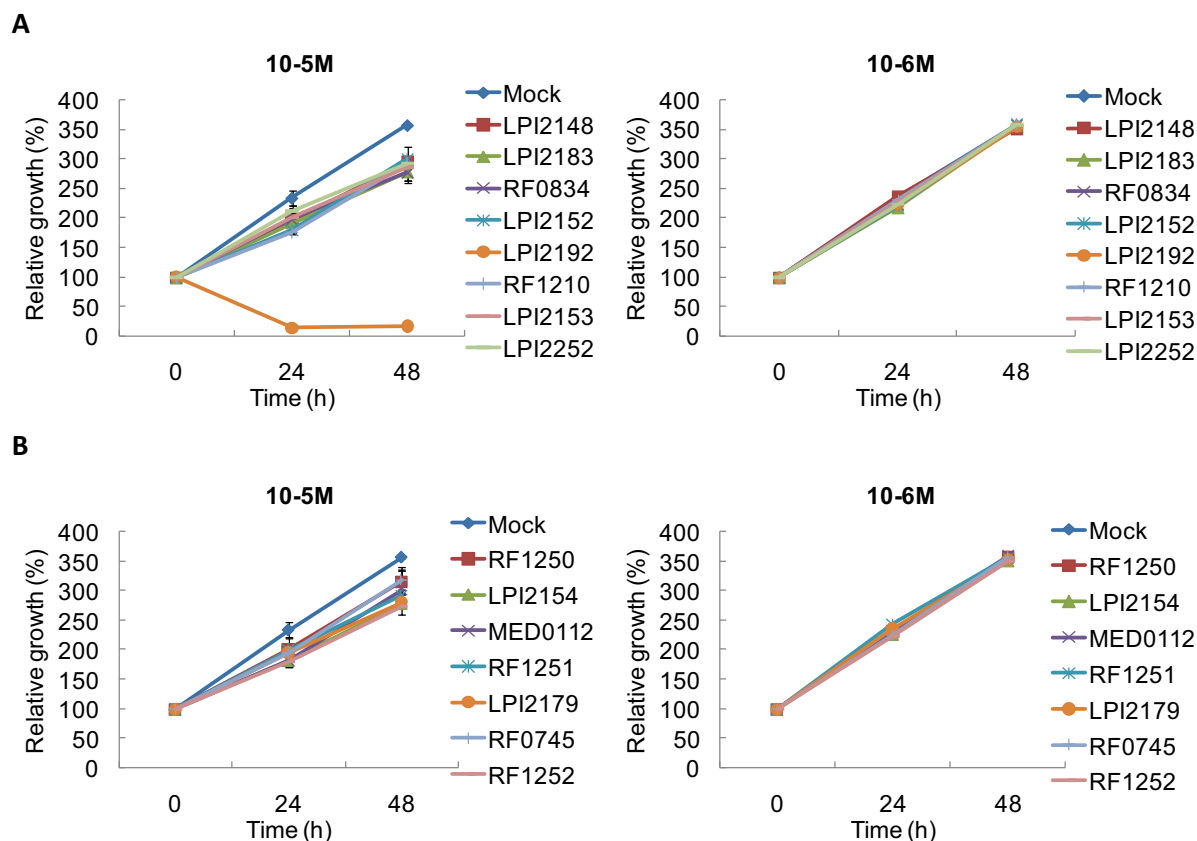 A
10-5M
Relative growth (%)
400
350
300
250
200
150
100
50
0
0 24 48
Time (h)
Mock
LPI2148
LPI2183
RF0834
LPI2152
LPI2192
RF1210
LPI2153
LPI2252
10-6M
Relative growth (%)
400
350
300
250
200
150
100
50
0
0 24 48
Time (h)
Mock
LPI2148
LPI2183
RF0834
LPI2152
LPI2192
RF1210
LPI2153
LPI2252
B
10-5M
Relative growth (%)
400
350
300
250
200
150
100
50
0
0 24 48
Time (h)
Mock
RF1250
LPI2154
MED0112
RF1251
LPI2179
RF0745
RF1252
10-6M
Relative growth (%)
400
350
300
250
200
150
100
50
0
0 24 48
Time (h)
Mock
RF1250
LPI2154
MED0112
RF1251
LPI2179
RF0745
RF1252